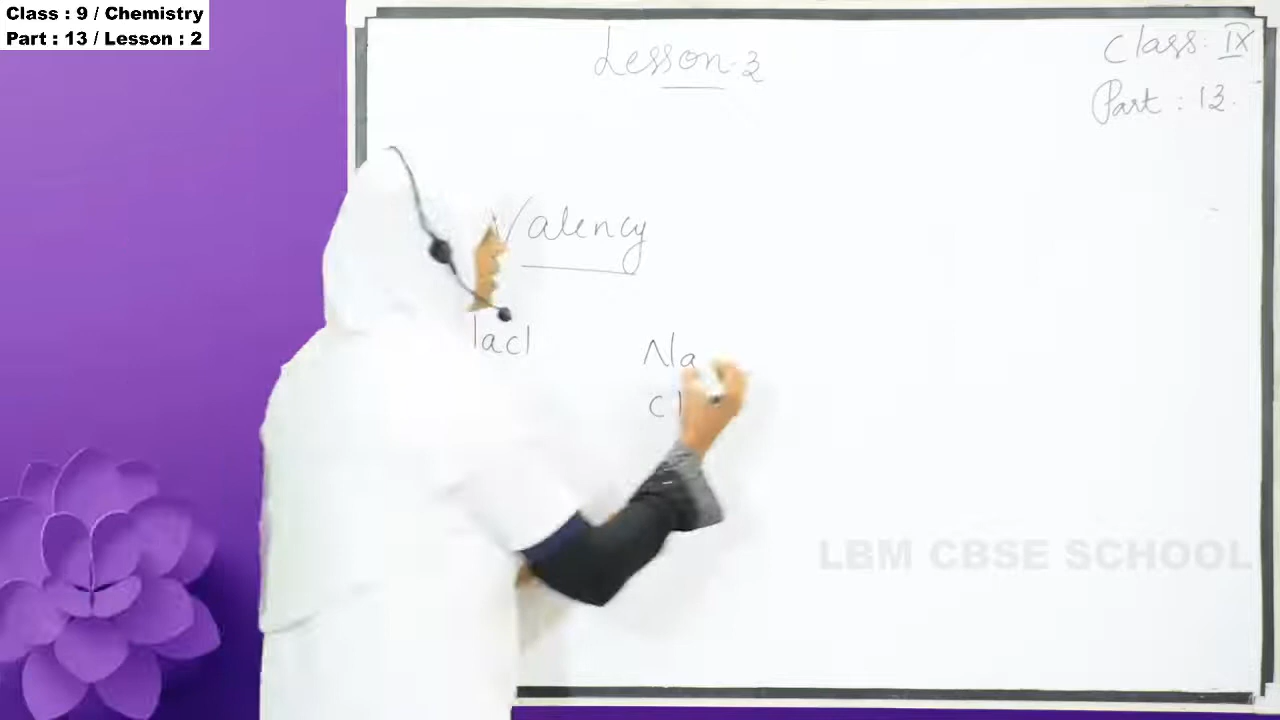 Class : 9 / Chemistry
Part : 13 / Lesson : 2
Lesson-2
Class: IX
Part : 13.
Valency
Na
Cl
LBM CBSE SCHOOL